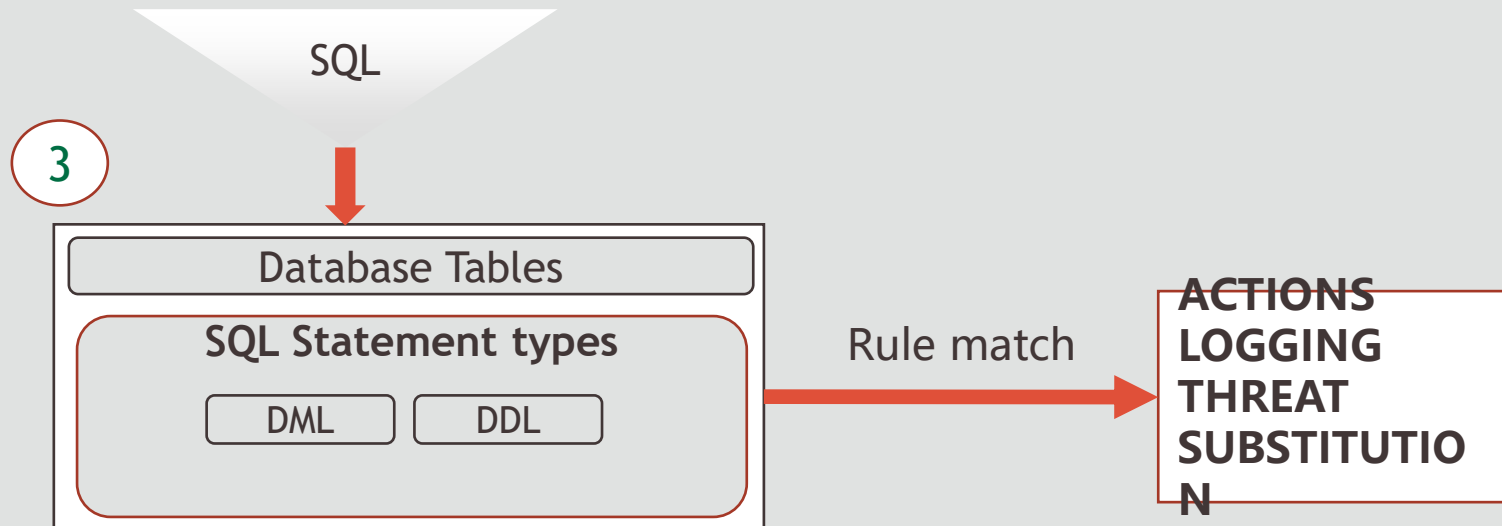 SQL
3
Database Tables
SQL Statement types
DML
DDL
Rule match
ACTIONS
LOGGING
THREAT
SUBSTITUTIO
N